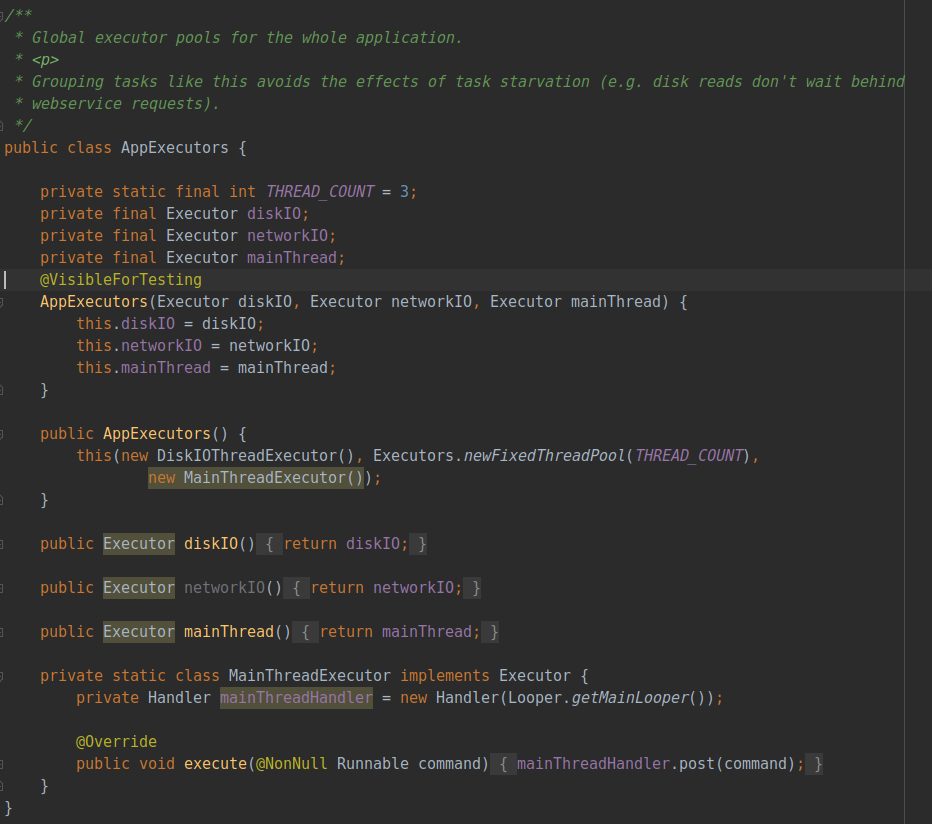 /**
 * Global executor pools for the whole application.
 * <p>
 * Grouping tasks like this avoids the effects of task starvation (e.g. disk reads don't wait behind
 * webservice requests).
 */
public class AppExecutors {

    private static final int THREAD_COUNT = 3;
    private final Executor diskIO;
    private final Executor networkIO;
    private final Executor mainThread;
    @VisibleForTesting
    AppExecutors(Executor diskIO, Executor networkIO, Executor mainThread) {
        this.diskIO = diskIO;
        this.networkIO = networkIO;
        this.mainThread = mainThread;
    }

    public AppExecutors() {
        this(new DiskIOThreadExecutor(), Executors.newFixedThreadPool(THREAD_COUNT),
                new MainThreadExecutor());
    }

    public Executor diskIO() { return diskIO; }

    public Executor networkIO() { return networkIO; }

    public Executor mainThread() { return mainThread; }

    private static class MainThreadExecutor implements Executor {
        private Handler mainThreadHandler = new Handler(Looper.getMainLooper());

        @Override
        public void execute(@NonNull Runnable command) { mainThreadHandler.post(command); }
    }
}